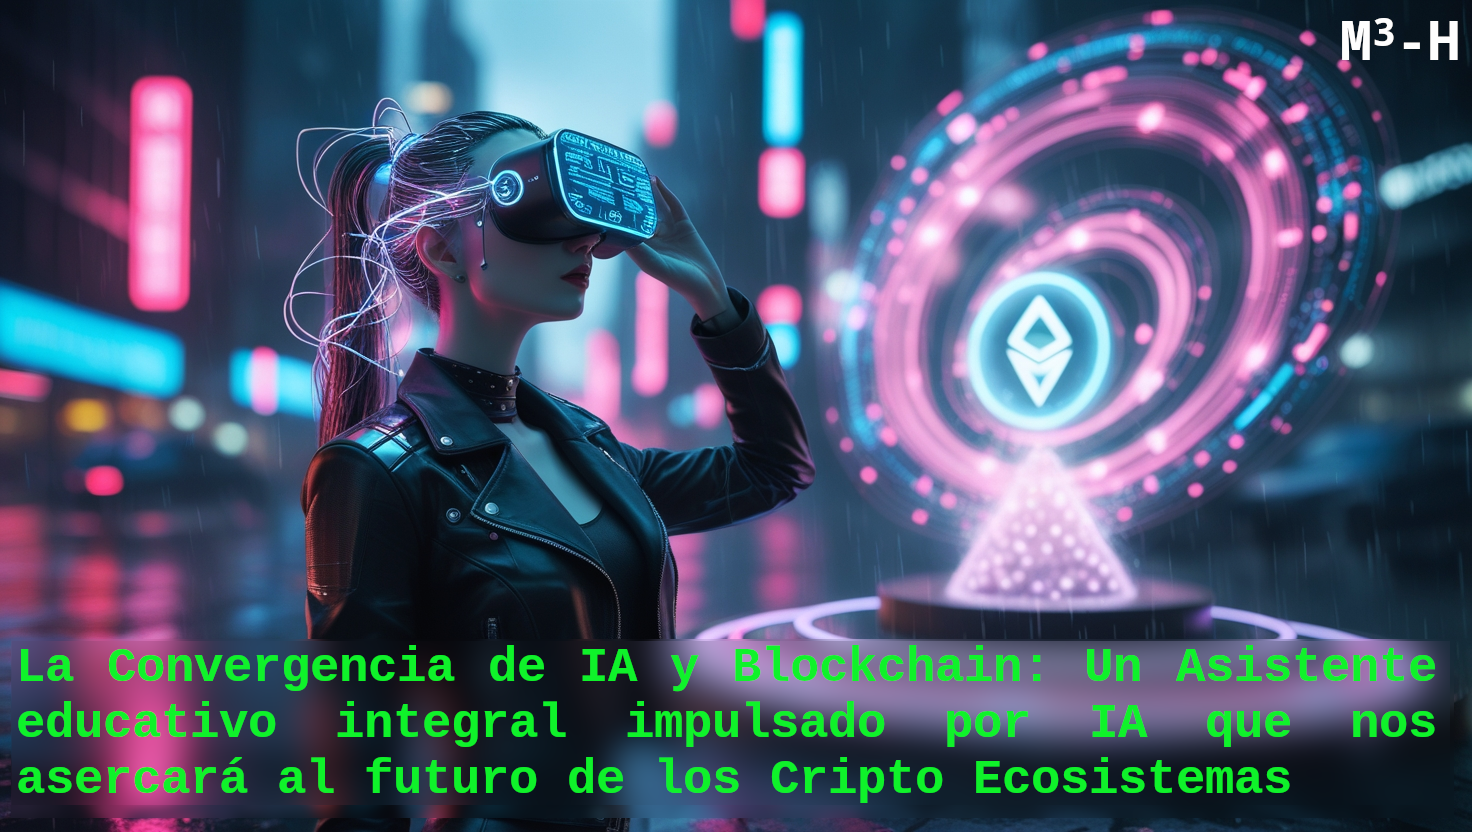 M³-H
La Convergencia de IA y Blockchain: Un Asistente
educativo integral impulsado por IA que nos
asercará al futuro de los Cripto Ecosistemas